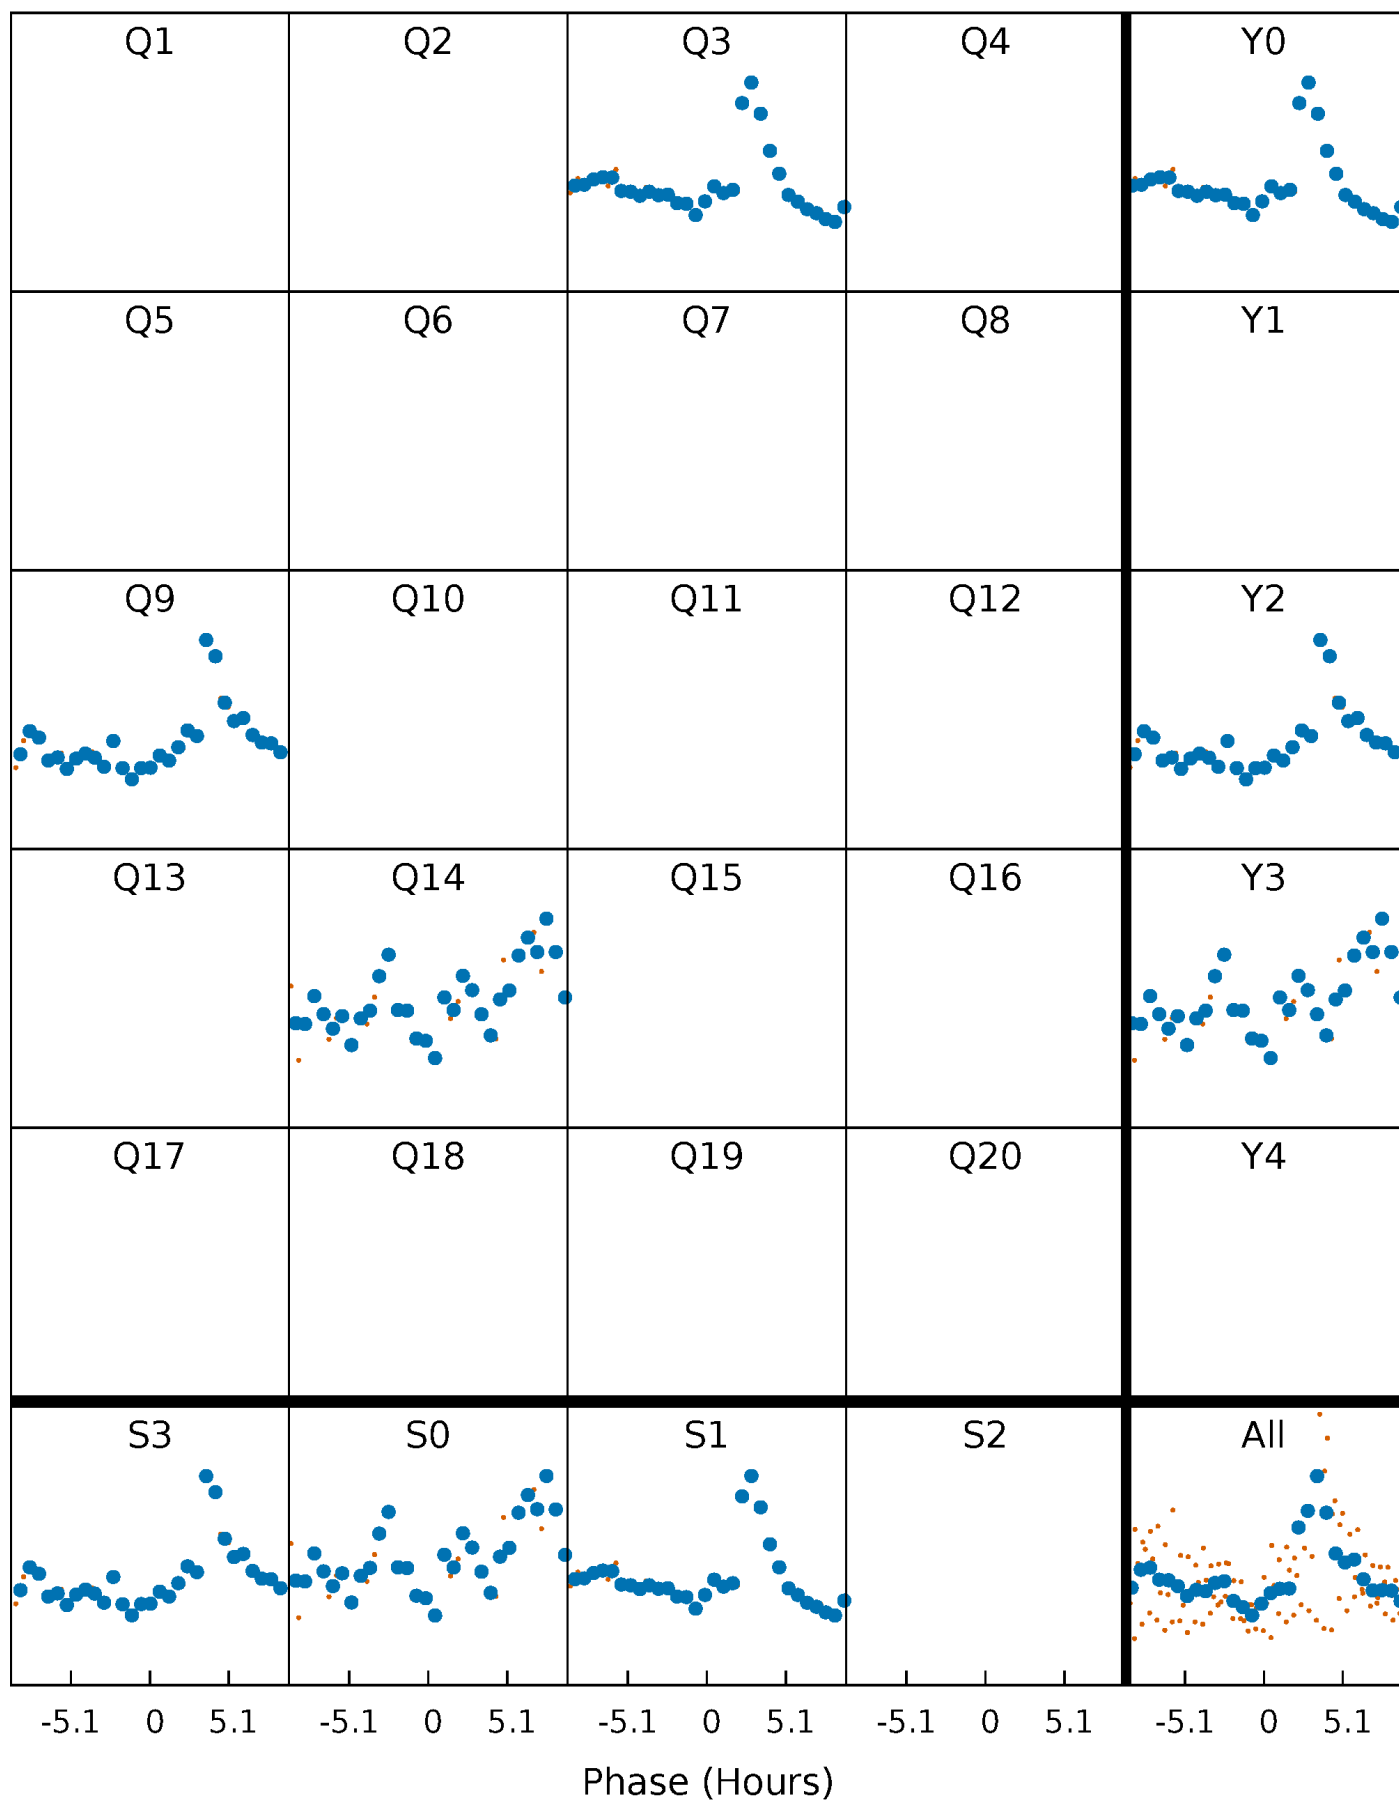 Q1 Q2 Q3 Q4 Y0
Q5 Q6 Q7 Q8 Y1
Q9 Q10 Q11 Q12 Y2
Q13 Q14 Q15 Q16 Y3
Q17 Q18 Q19 Q20 Y4
S3 S0 S1 S2 All
-5.1 0 5.1 -5.1 0 5.1 -5.1 0 5.1 -5.1 0 5.1 -5.1 0 5.1
Phase (Hours)